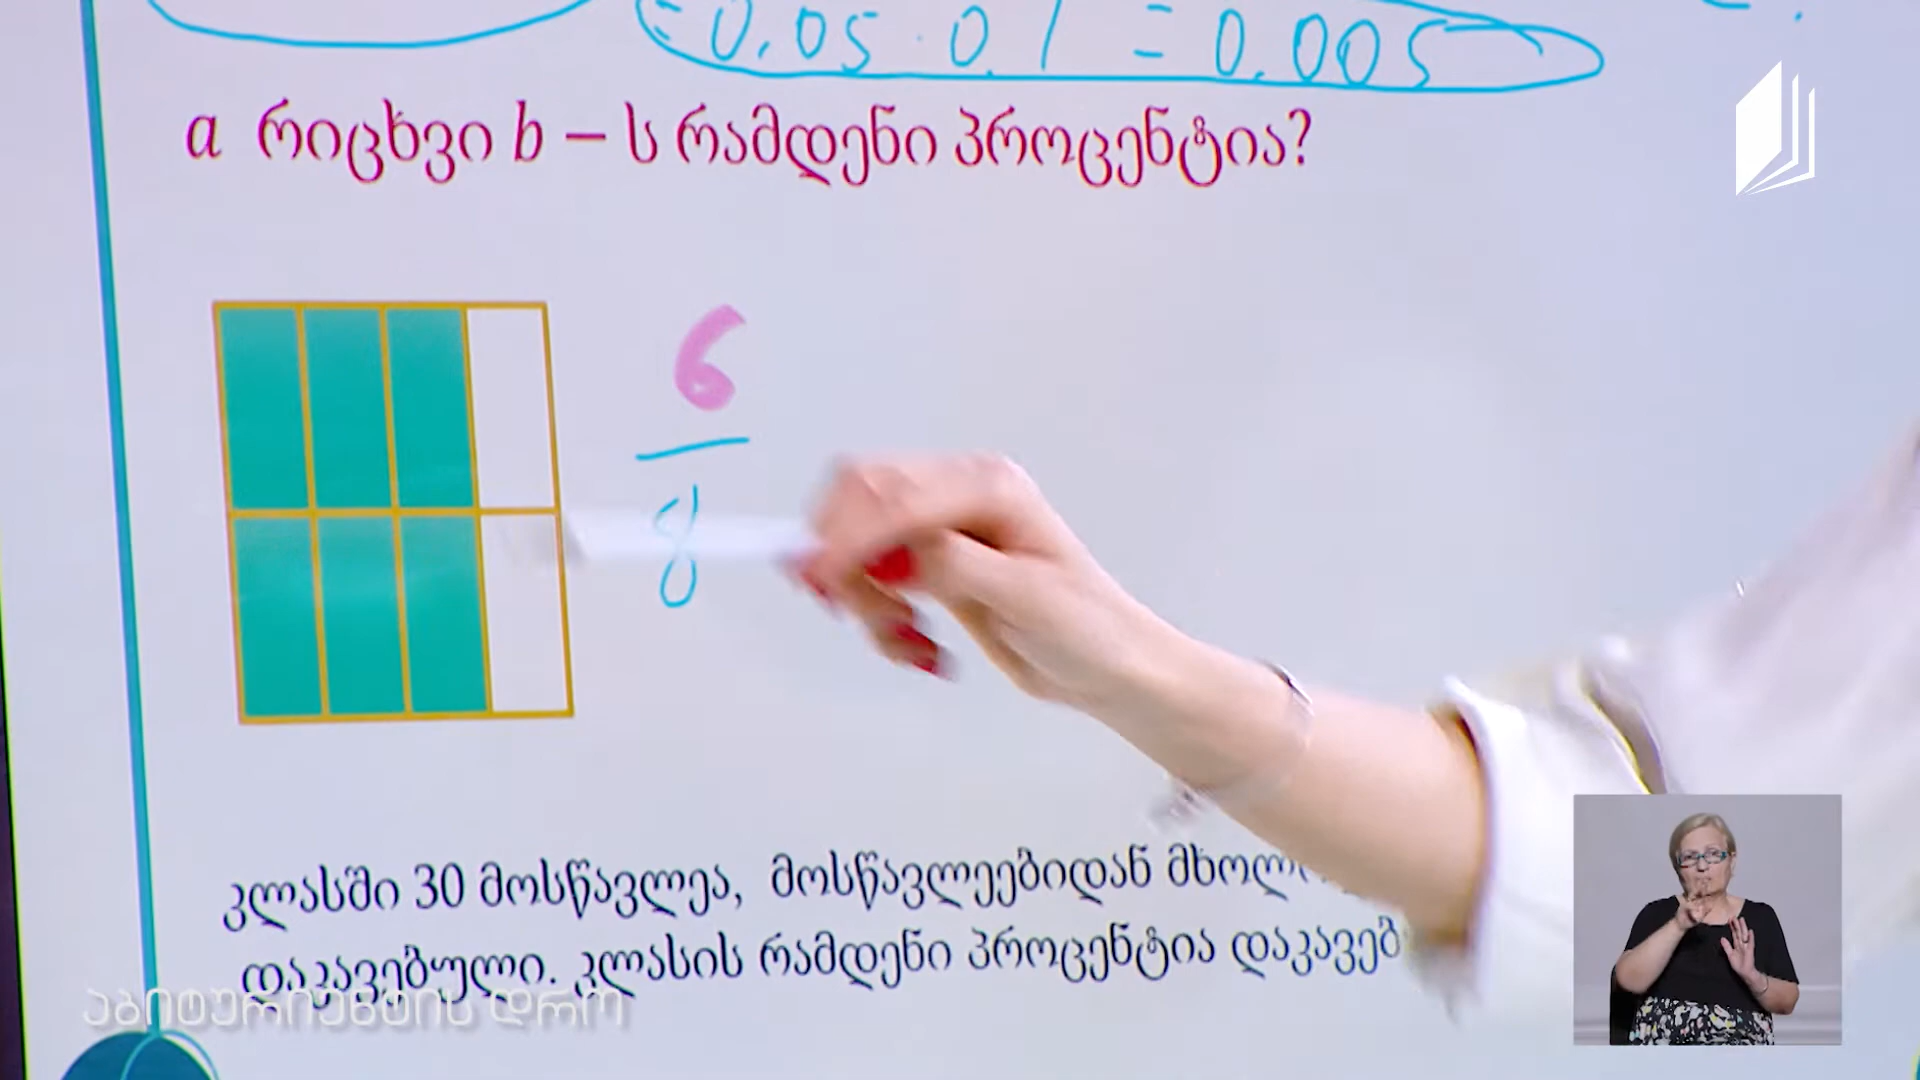 = 0.05 · 0.1 = 0.005
a რიცხვი b – ს რამდენი პროცენტია?
6
8
კლასში 30 მოსწავლეა, მოსწავლეებიდან
დაკავებული. კლასის რამდენი პროცენტია
აბიტურიენტის დრო